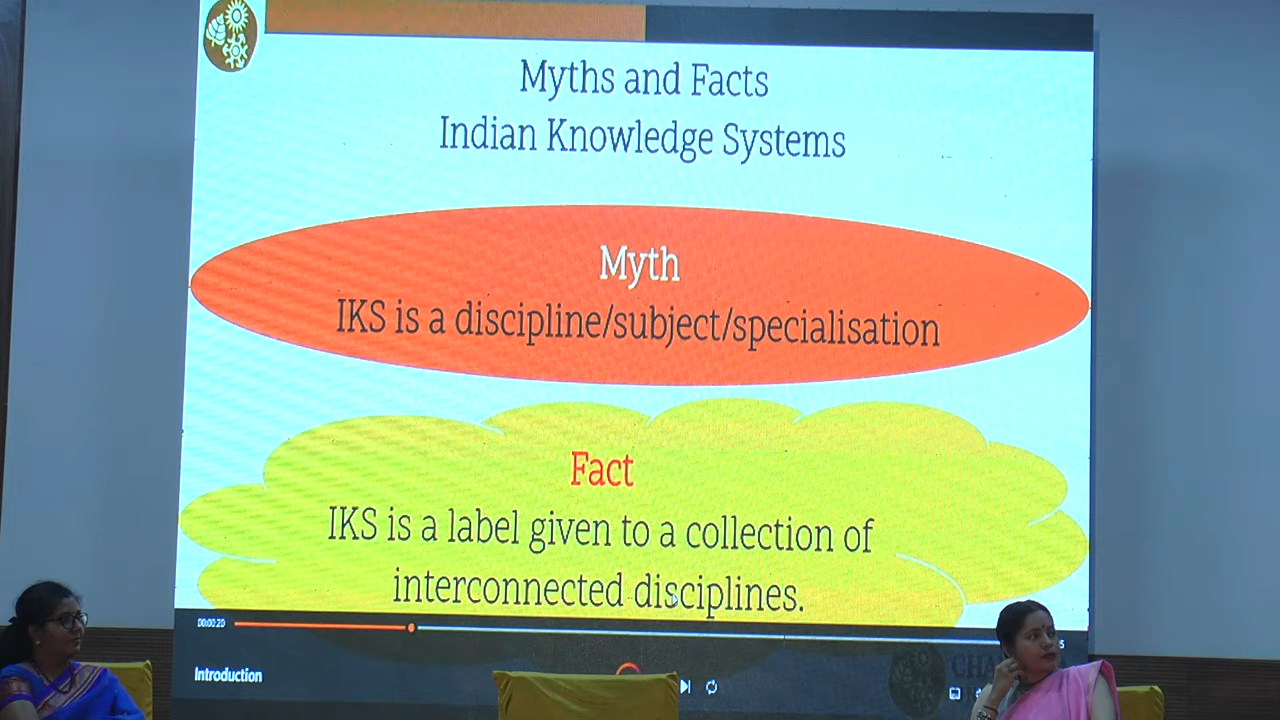 Myths and Facts
Indian Knowledge Systems
Myth
IKS is a discipline/subject/specialisation
Fact
IKS is a label given to a collection of
interconnected disciplines.
00:00:20
Introduction